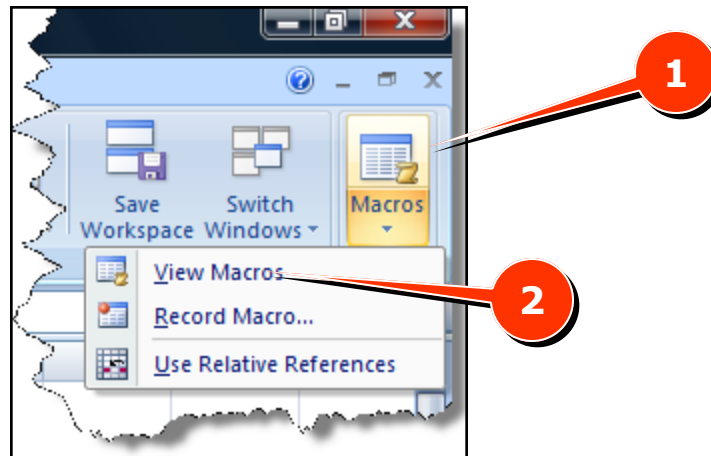 1
Save Switch Macros
Workspace Windows
View Macros
2
Record Macro...
Use Relative References